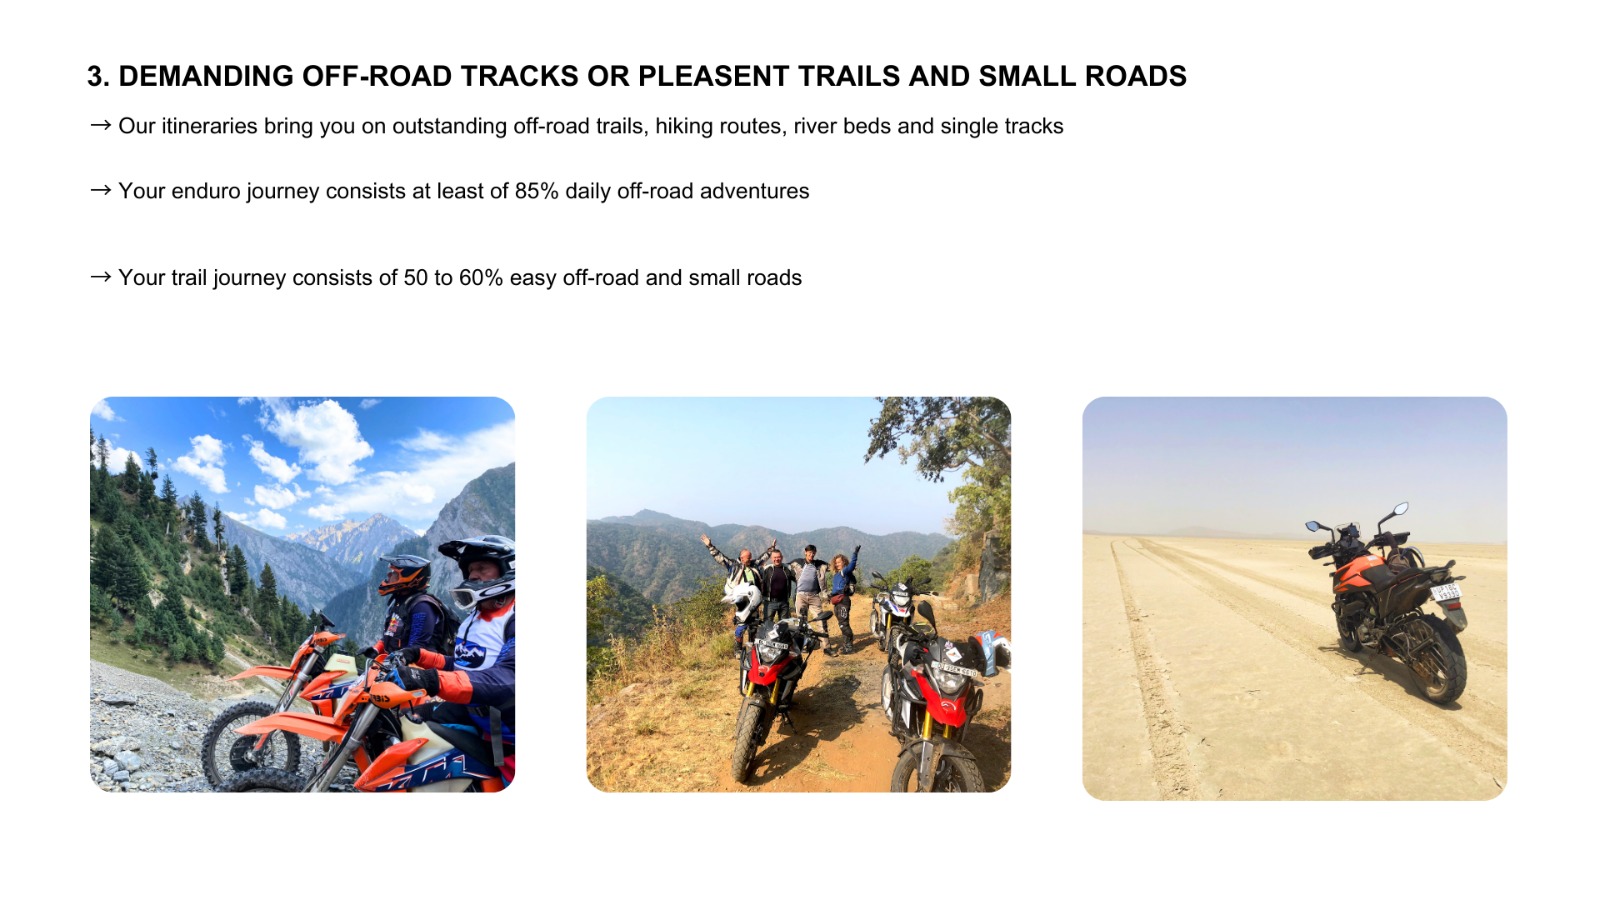 3. DEMANDING OFF-ROAD TRACKS OR PLEASENT TRAILS AND SMALL ROADS
→ Our itineraries bring you on outstanding off-road trails, hiking routes, river beds and single tracks
→ Your enduro journey consists at least of 85% daily off-road adventures
→ Your trail journey consists of 50 to 60% easy off-road and small roads